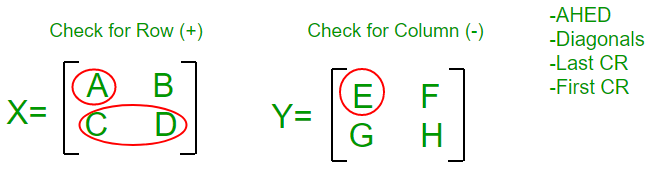 Check for Row (+)
Check for Column (-)
-AHED
-Diagonals
-Last CR
-First CR
X=
A B
C D
Y=
E F
G H